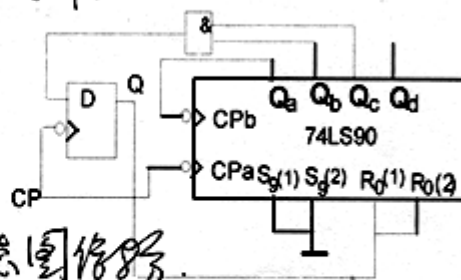 &
D Q
Qa Qb Qc Qd
CPb
74LS90
CPa S9(1) S9(2) R0(1) R0(2)
CP